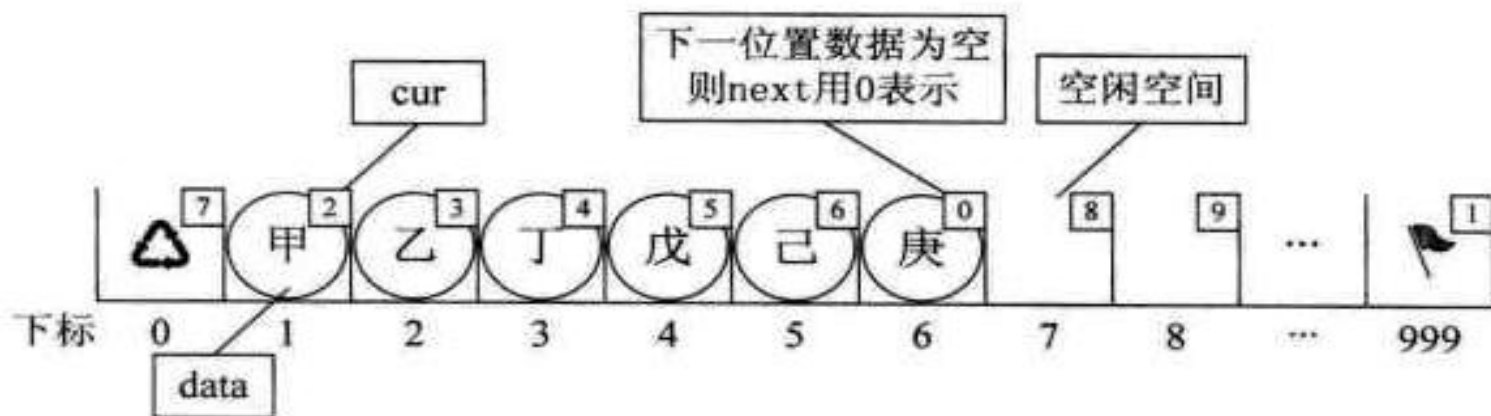 下一位置数据为空
则next用0表示
空闲空间
cur
7 2 3 4 5 6 0 8 9 1
甲 乙 丁 戊 己 庚 ...
下标 0 1 2 3 4 5 6 7 8 ... 999
data